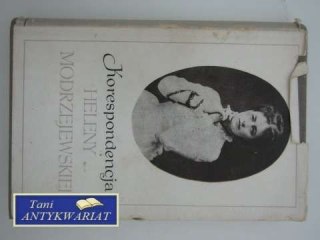 Korespondencja
HELENY
MODRZEJEWSKIEJ
Tani
ANTYKWARIAT